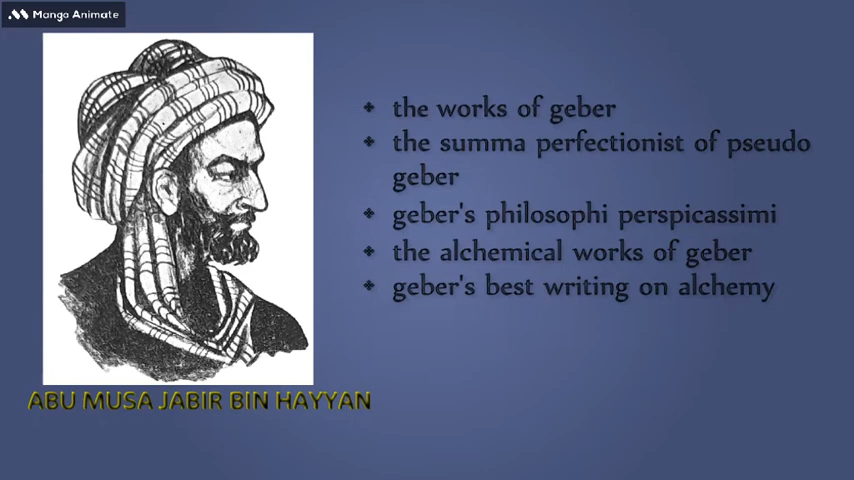 Mango Animate
the works of geber
the summa perfectionist of pseudo
geber
geber's philosophi perspicassimi
the alchemical works of geber
geber's best writing on alchemy
ABU MUSA JABIR BIN HAYYAN